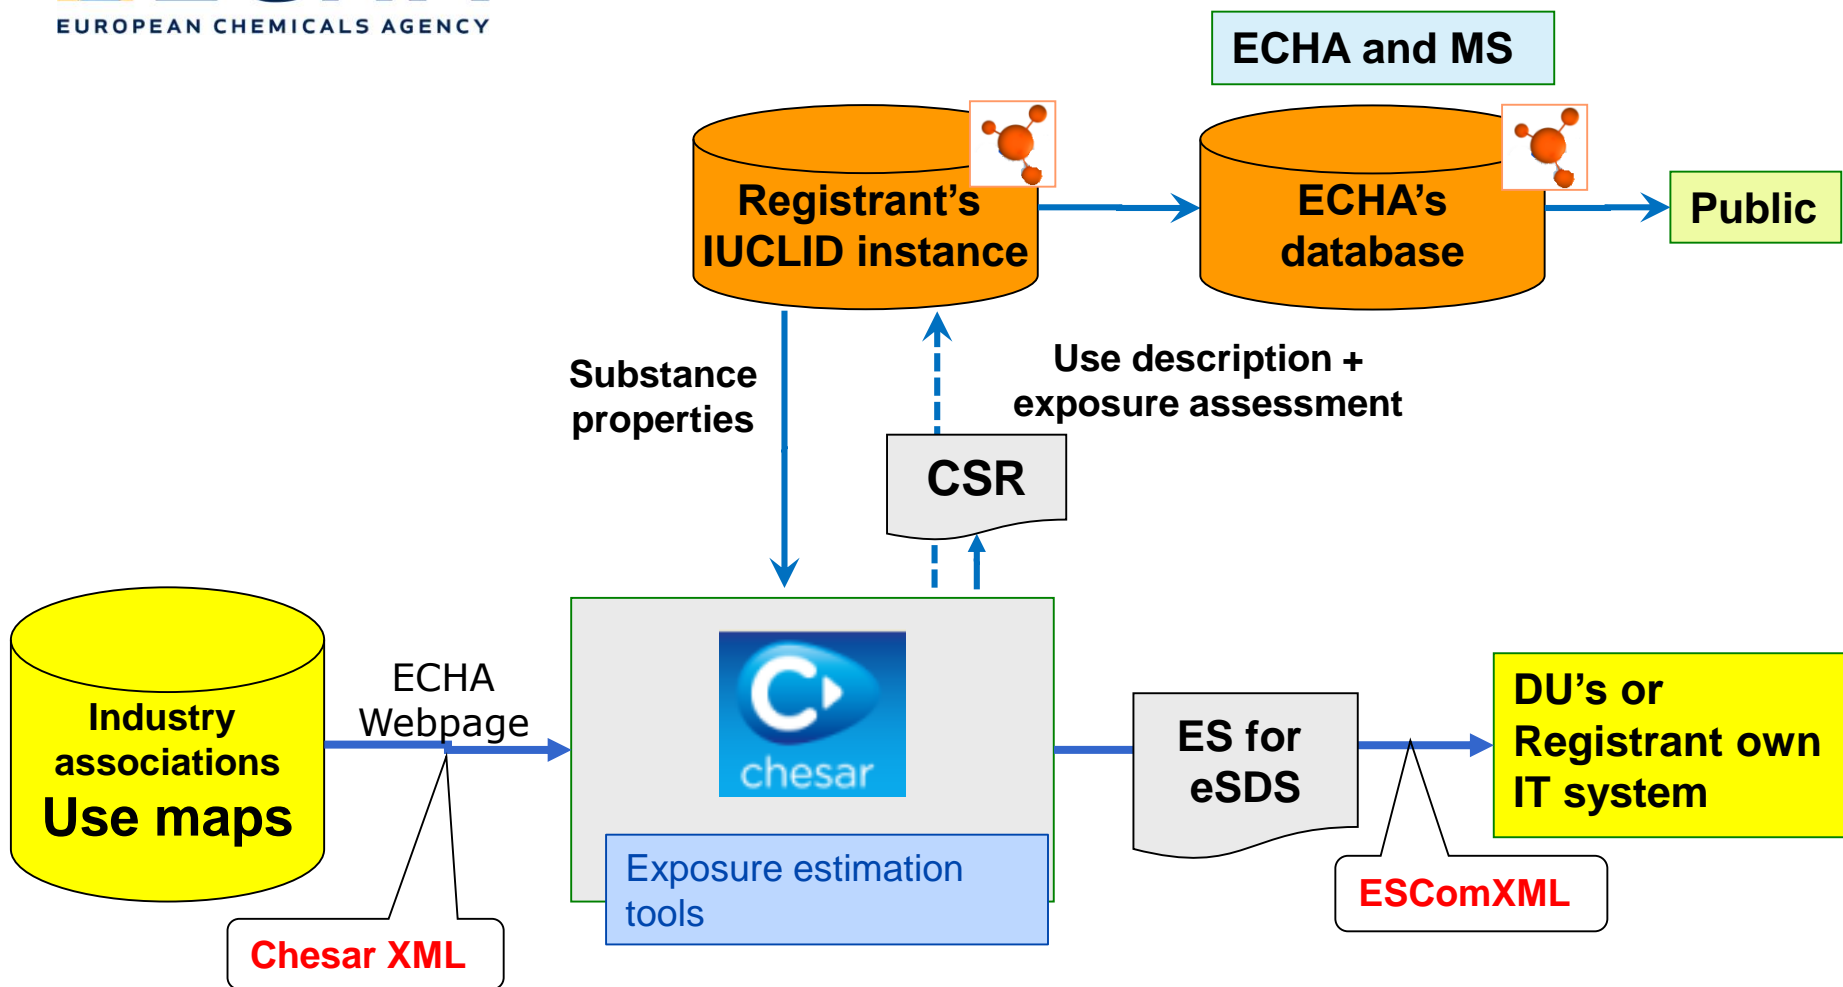 EUROPEAN CHEMICALS AGENCY
ECHA and MS
Registrant's
IUCLID instance
ECHA's
database
Public
Substance
properties
Use description +
exposure assessment
CSR
Industry
associations
Use maps
ECHA
Webpage
chesar
Exposure estimation
tools
ES for
eSDS
DU's or
Registrant own
IT system
Chesar XML
ESComXML